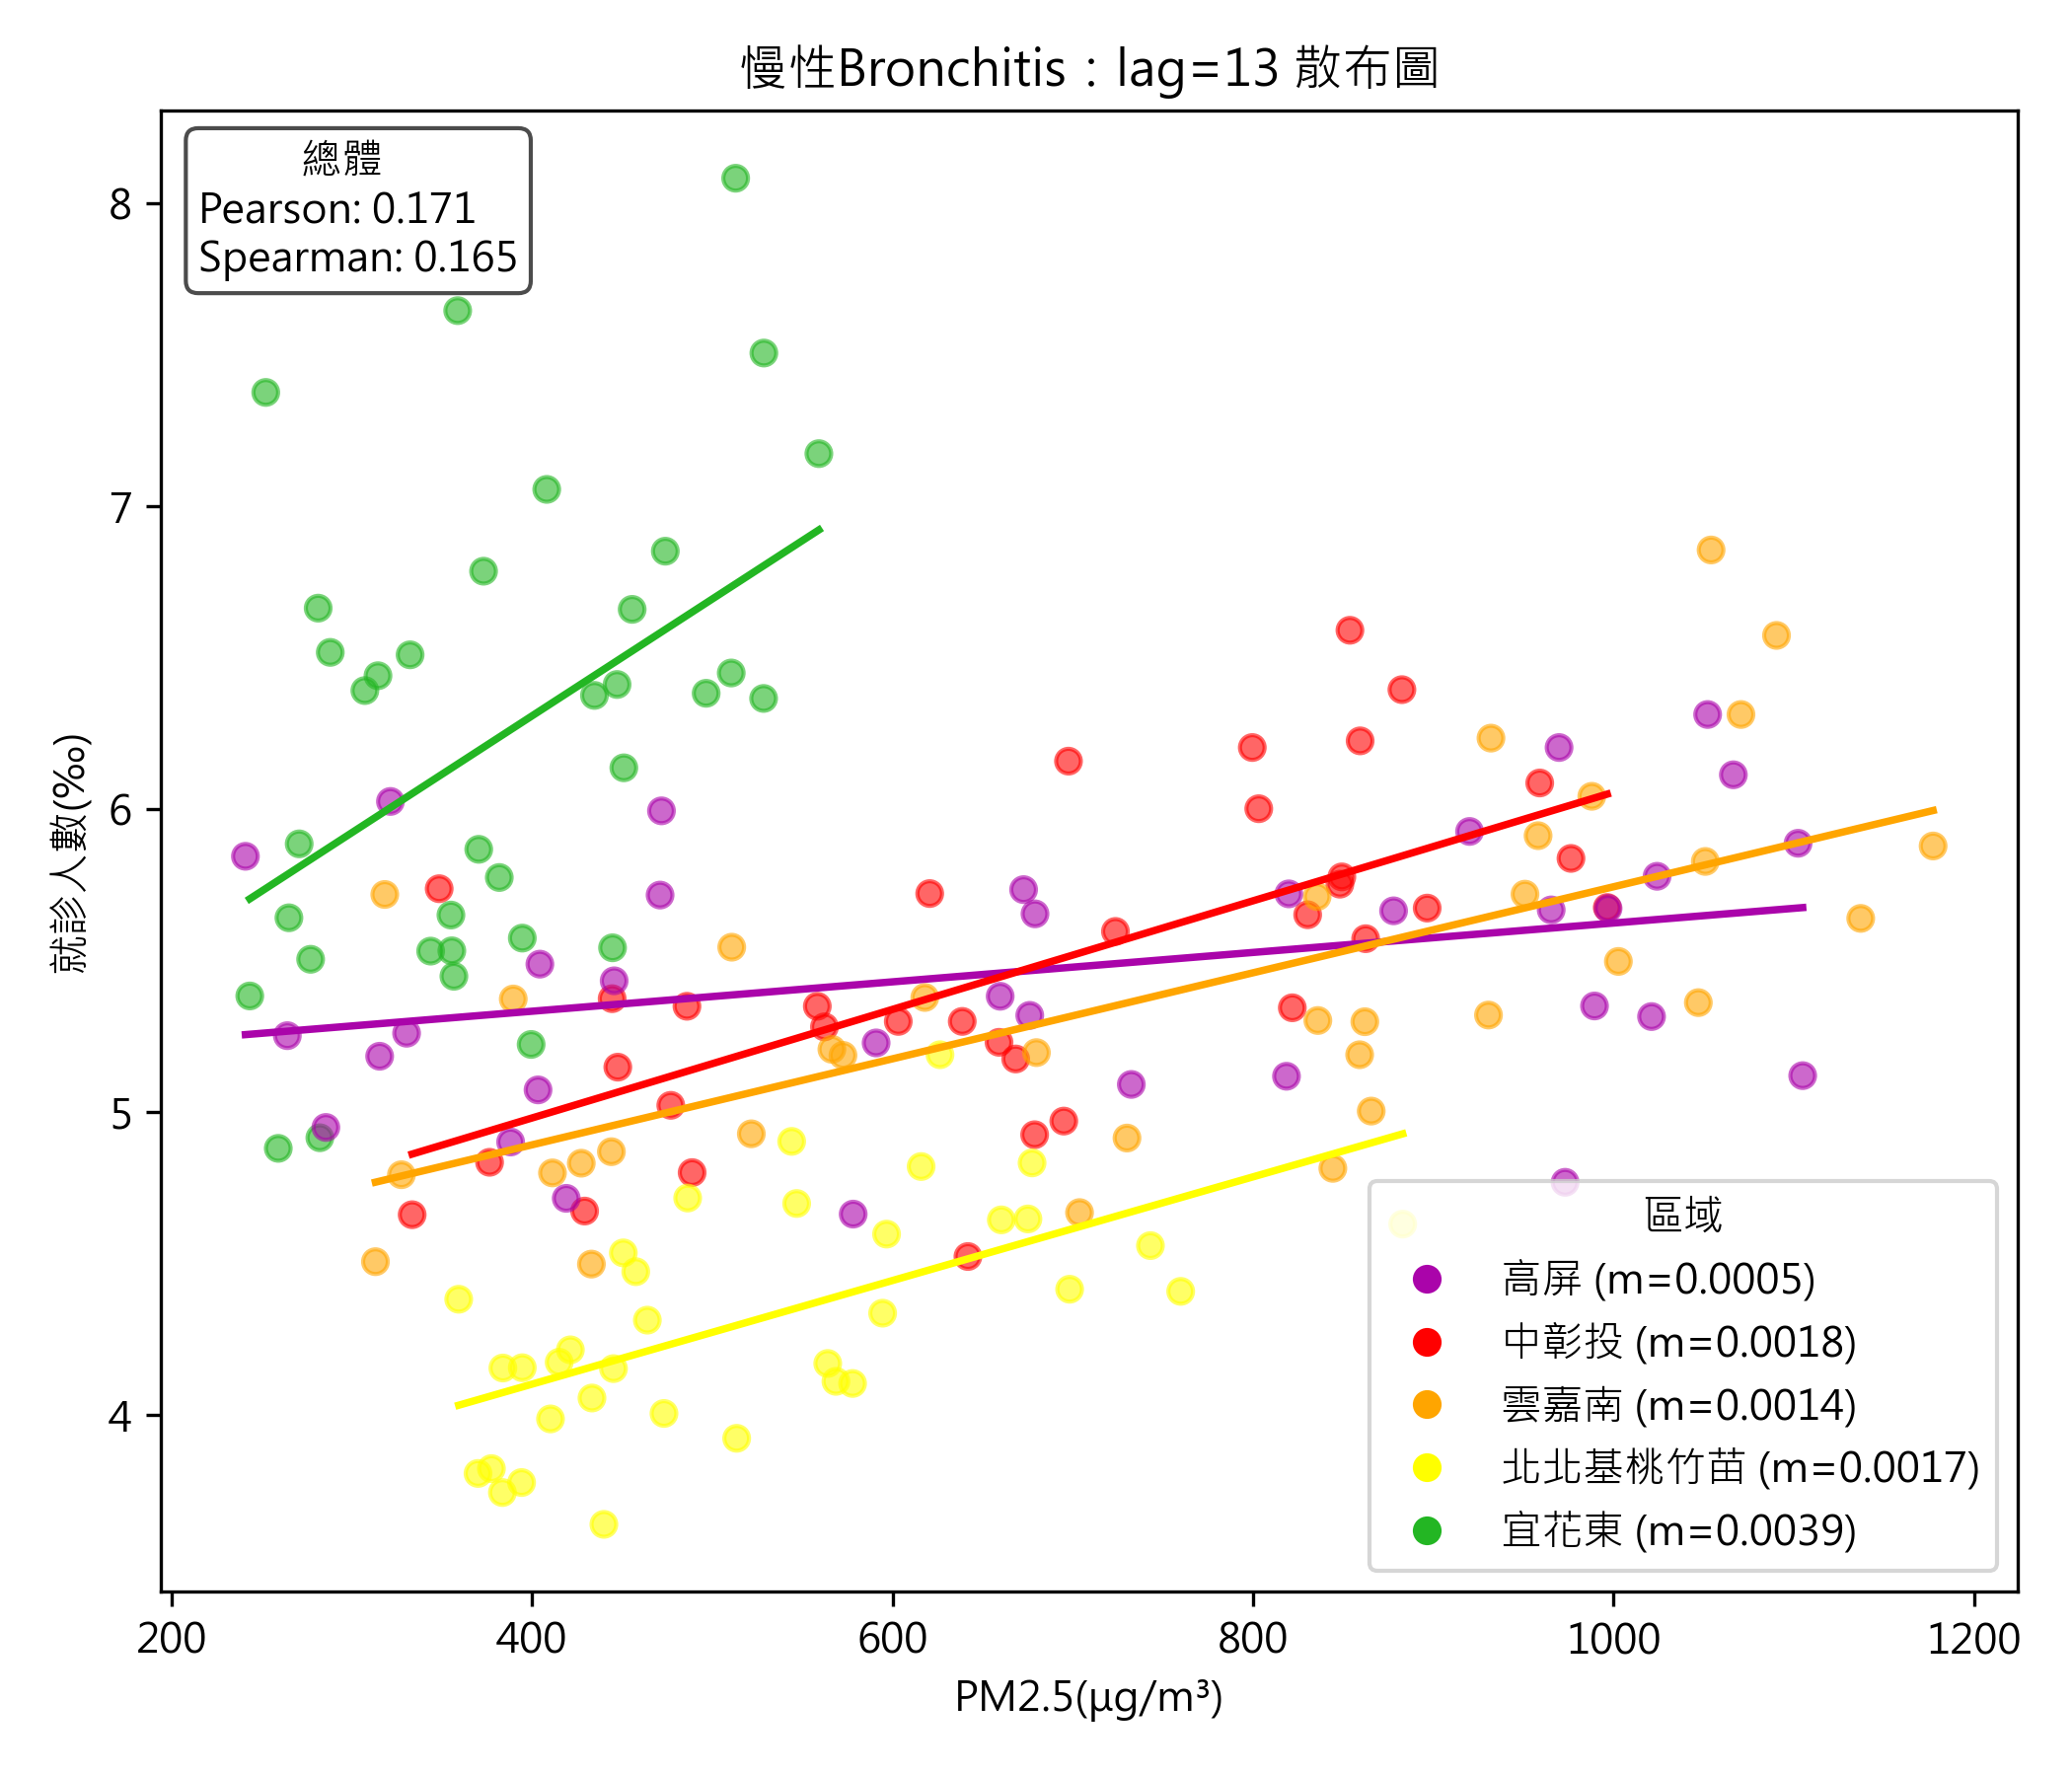 慢性Bronchitis：lag=13 散布圖
總體
Pearson: 0.171
Spearman: 0.165
8
7
6
5
4
就診人數(‰)
200 400 600 800 1000 1200
PM2.5(μg/m³)
區域
高屏 (m=0.0005)
中彰投 (m=0.0018)
雲嘉南 (m=0.0014)
北北基桃竹苗 (m=0.0017)
宜花東 (m=0.0039)